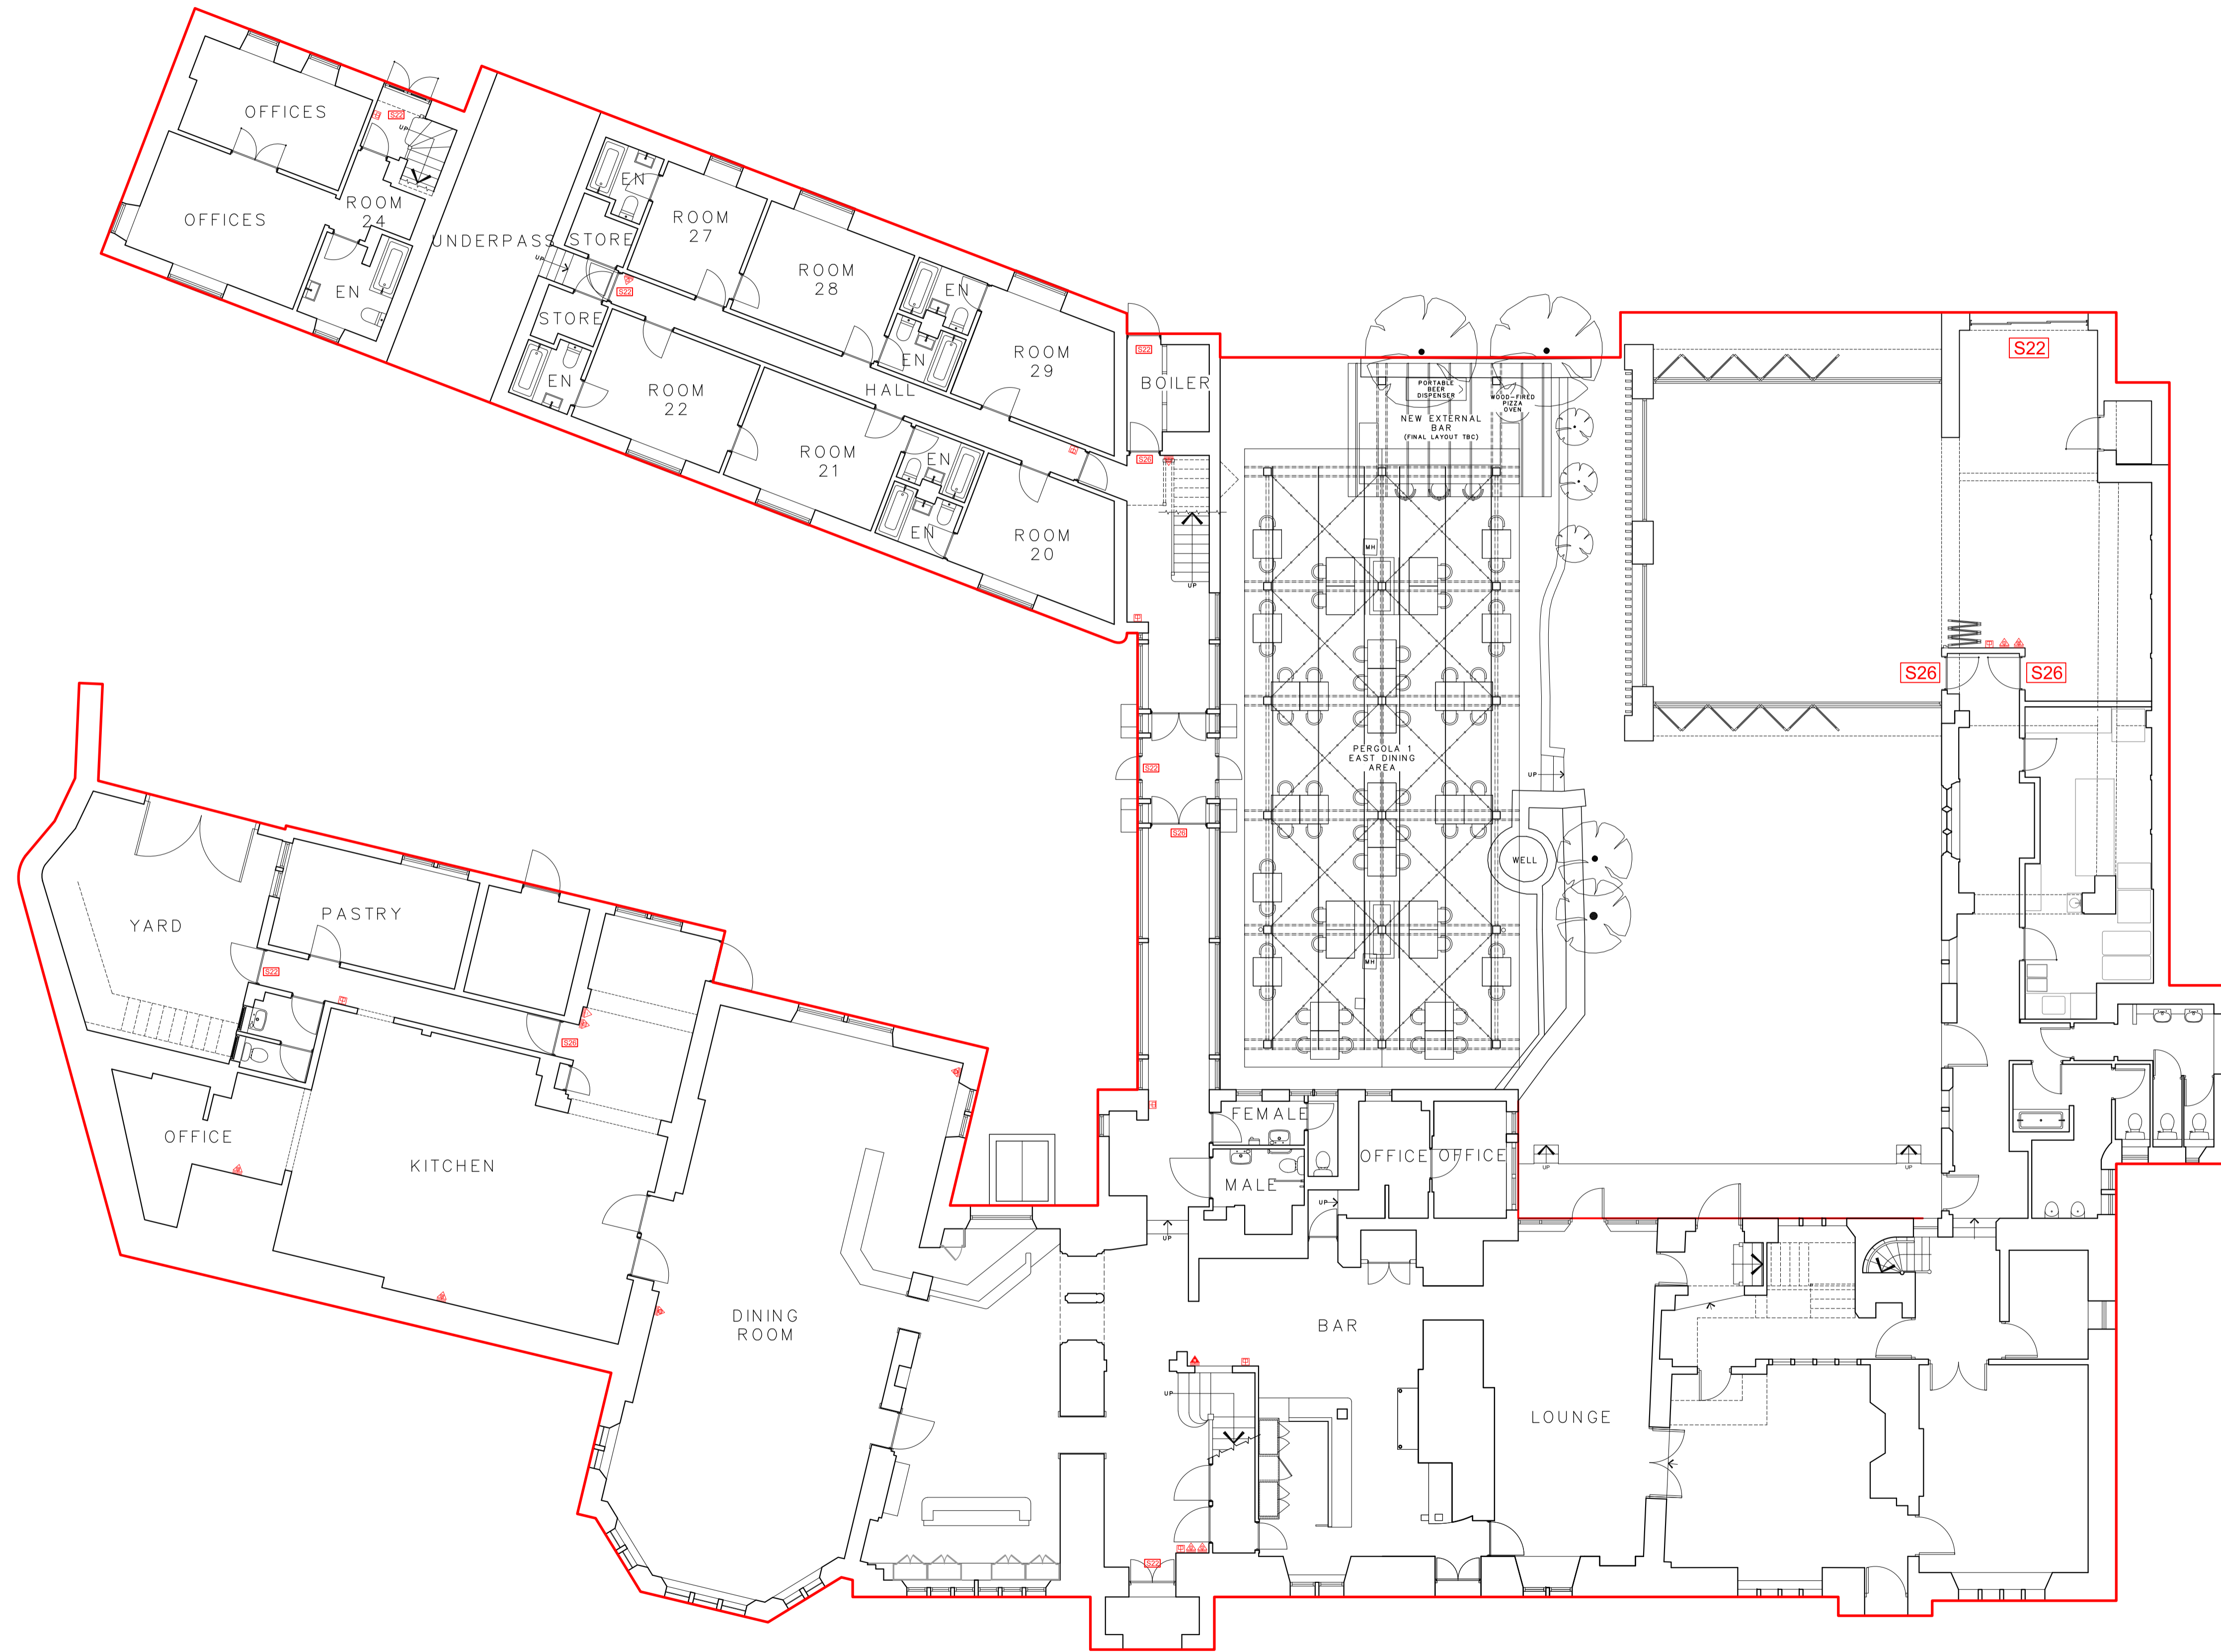 OFFICES
S22
UP
OFFICES
ROOM
24
EN
UNDERPASS
UP
EN
STORE
ROOM
27
S22
STORE
EN
ROOM
28
ROOM
22
EN
EN
HALL
ROOM
29
ROOM
21
EN
EN
ROOM
20
S22
BOILER
S26
UP
PORTABLE
BEER
DISPENSER
WOOD-FIRED
PIZZA
OVEN
NEW EXTERNAL
BAR
(FINAL LAYOUT TBC)
MH
S22
S26
S26
PERGOLA 1
EAST DINING
AREA
UP
S22
S26
WELL
MH
YARD
PASTRY
S22
S26
OFFICE
KITCHEN
FEMALE
MALE
OFFICE
OFFICE
UP
UP
UP
UP
DINING
ROOM
BAR
UP
LOUNGE
S22